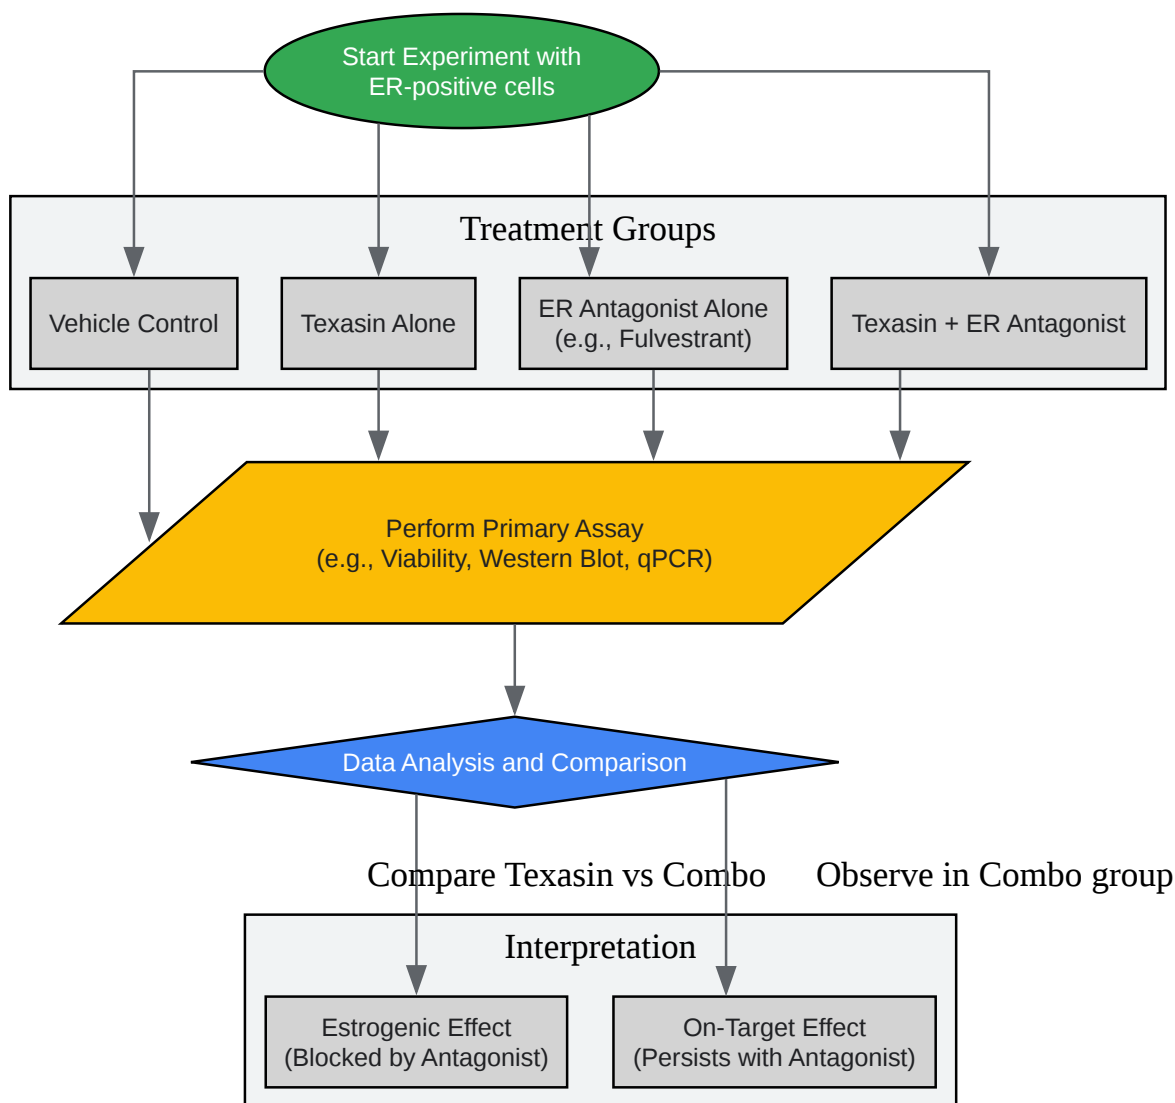 Start Experiment with
ER-positive cells
Treatment Groups
Vehicle Control
Texasin Alone
ER Antagonist Alone
(e.g., Fulvestrant)
Texasin + ER Antagonist
Perform Primary Assay
(e.g., Viability, Western Blot, qPCR)
Data Analysis and Comparison
Compare Texasin vs Combo
Observe in Combo group
Interpretation
Estrogenic Effect
(Blocked by Antagonist)
On-Target Effect
(Persists with Antagonist)